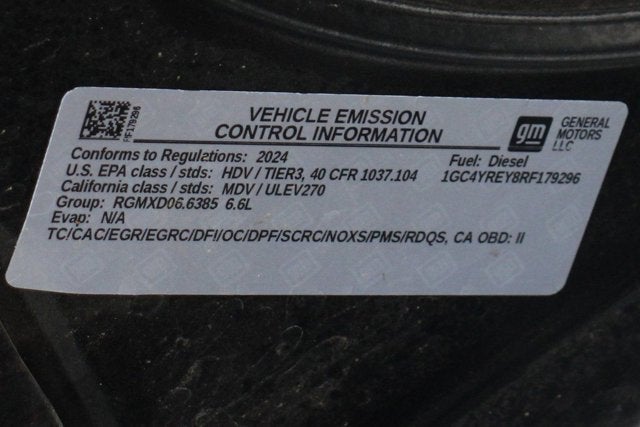 VEHICLE EMISSION
CONTROL INFORMATION
RF179296
gm
GENERAL
MOTORS
LLC
Conforms to Regulations: 2024
Fuel: Diesel
U.S. EPA class / stds: HDV / TIER3, 40 CFR 1037.104
1GC4YREY8RF179296
California class / stds: MDV / ULEV270
Group: RGMXD06.6385 6.6L
Evap: N/A
TC/CAC/EGR/EGRC/DFI/OC/DPF/SCRC/NOXS/PMS/RDQS, CA OBD: II